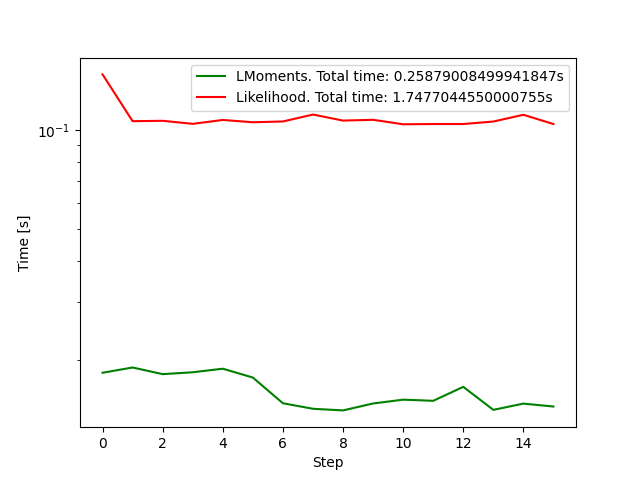 LMoments. Total time: 0.25879008499941847s
Likelihood. Total time: 1.7477044550000755s
10⁻¹
Time [s]
0 2 4 6 8 10 12 14
Step